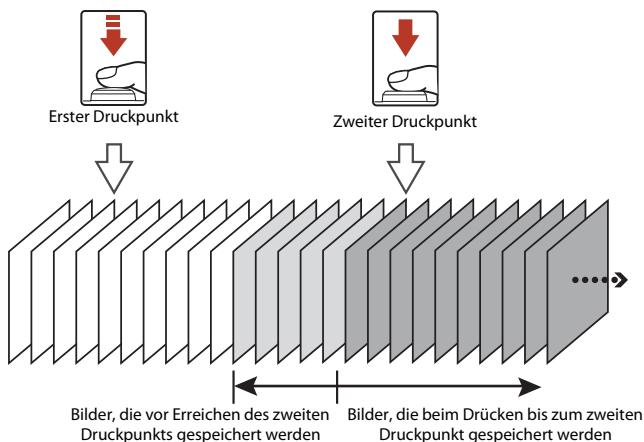 Erster Druckpunkt
Zweiter Druckpunkt
Bilder, die vor Erreichen des zweiten
Druckpunkts gespeichert werden
Bilder, die beim Drücken bis zum zweiten
Druckpunkt gespeichert werden